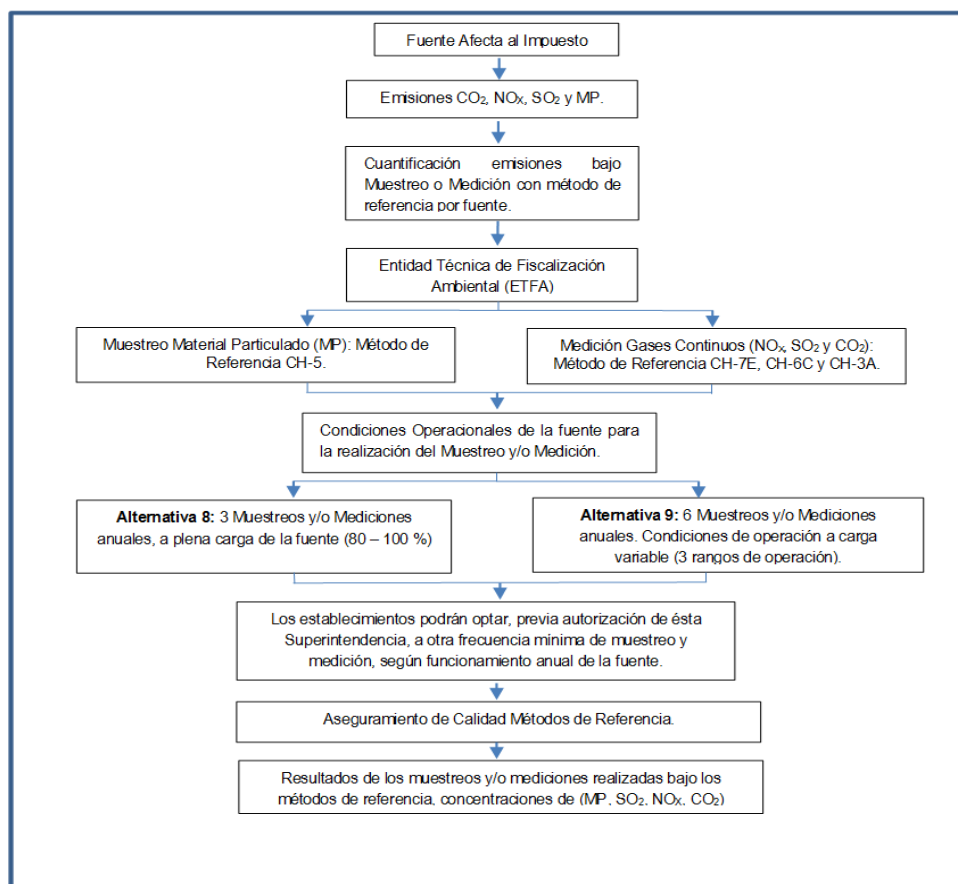 Fuente Afecta al Impuesto
Emisiones CO₂, NOₓ, SO₂ y MP.
Cuantificación emisiones bajo
Muestreo o Medición con método de
referencia por fuente.
Entidad Técnica de Fiscalización
Ambiental (ETFA)
Muestreo Material Particulado (MP): Método de
Referencia CH-5.
Medición Gases Continuos (NOₓ, SO₂ y CO₂):
Método de Referencia CH-7E, CH-6C y CH-3A.
Condiciones Operacionales de la fuente para
la realización del Muestreo y/o Medición.
Alternativa 8: 3 Muestreos y/o Mediciones
anuales, a plena carga de la fuente (80 – 100 %)
Alternativa 9: 6 Muestreos y/o Mediciones
anuales. Condiciones de operación a carga
variable (3 rangos de operación).
Los establecimientos podrán optar, previa autorización de ésta
Superintendencia, a otra frecuencia mínima de muestreo y
medición, según funcionamiento anual de la fuente.
Aseguramiento de Calidad Métodos de Referencia.
Resultados de los muestreos y/o mediciones realizadas bajo los
métodos de referencia, concentraciones de (MP, SO₂, NOₓ, CO₂)